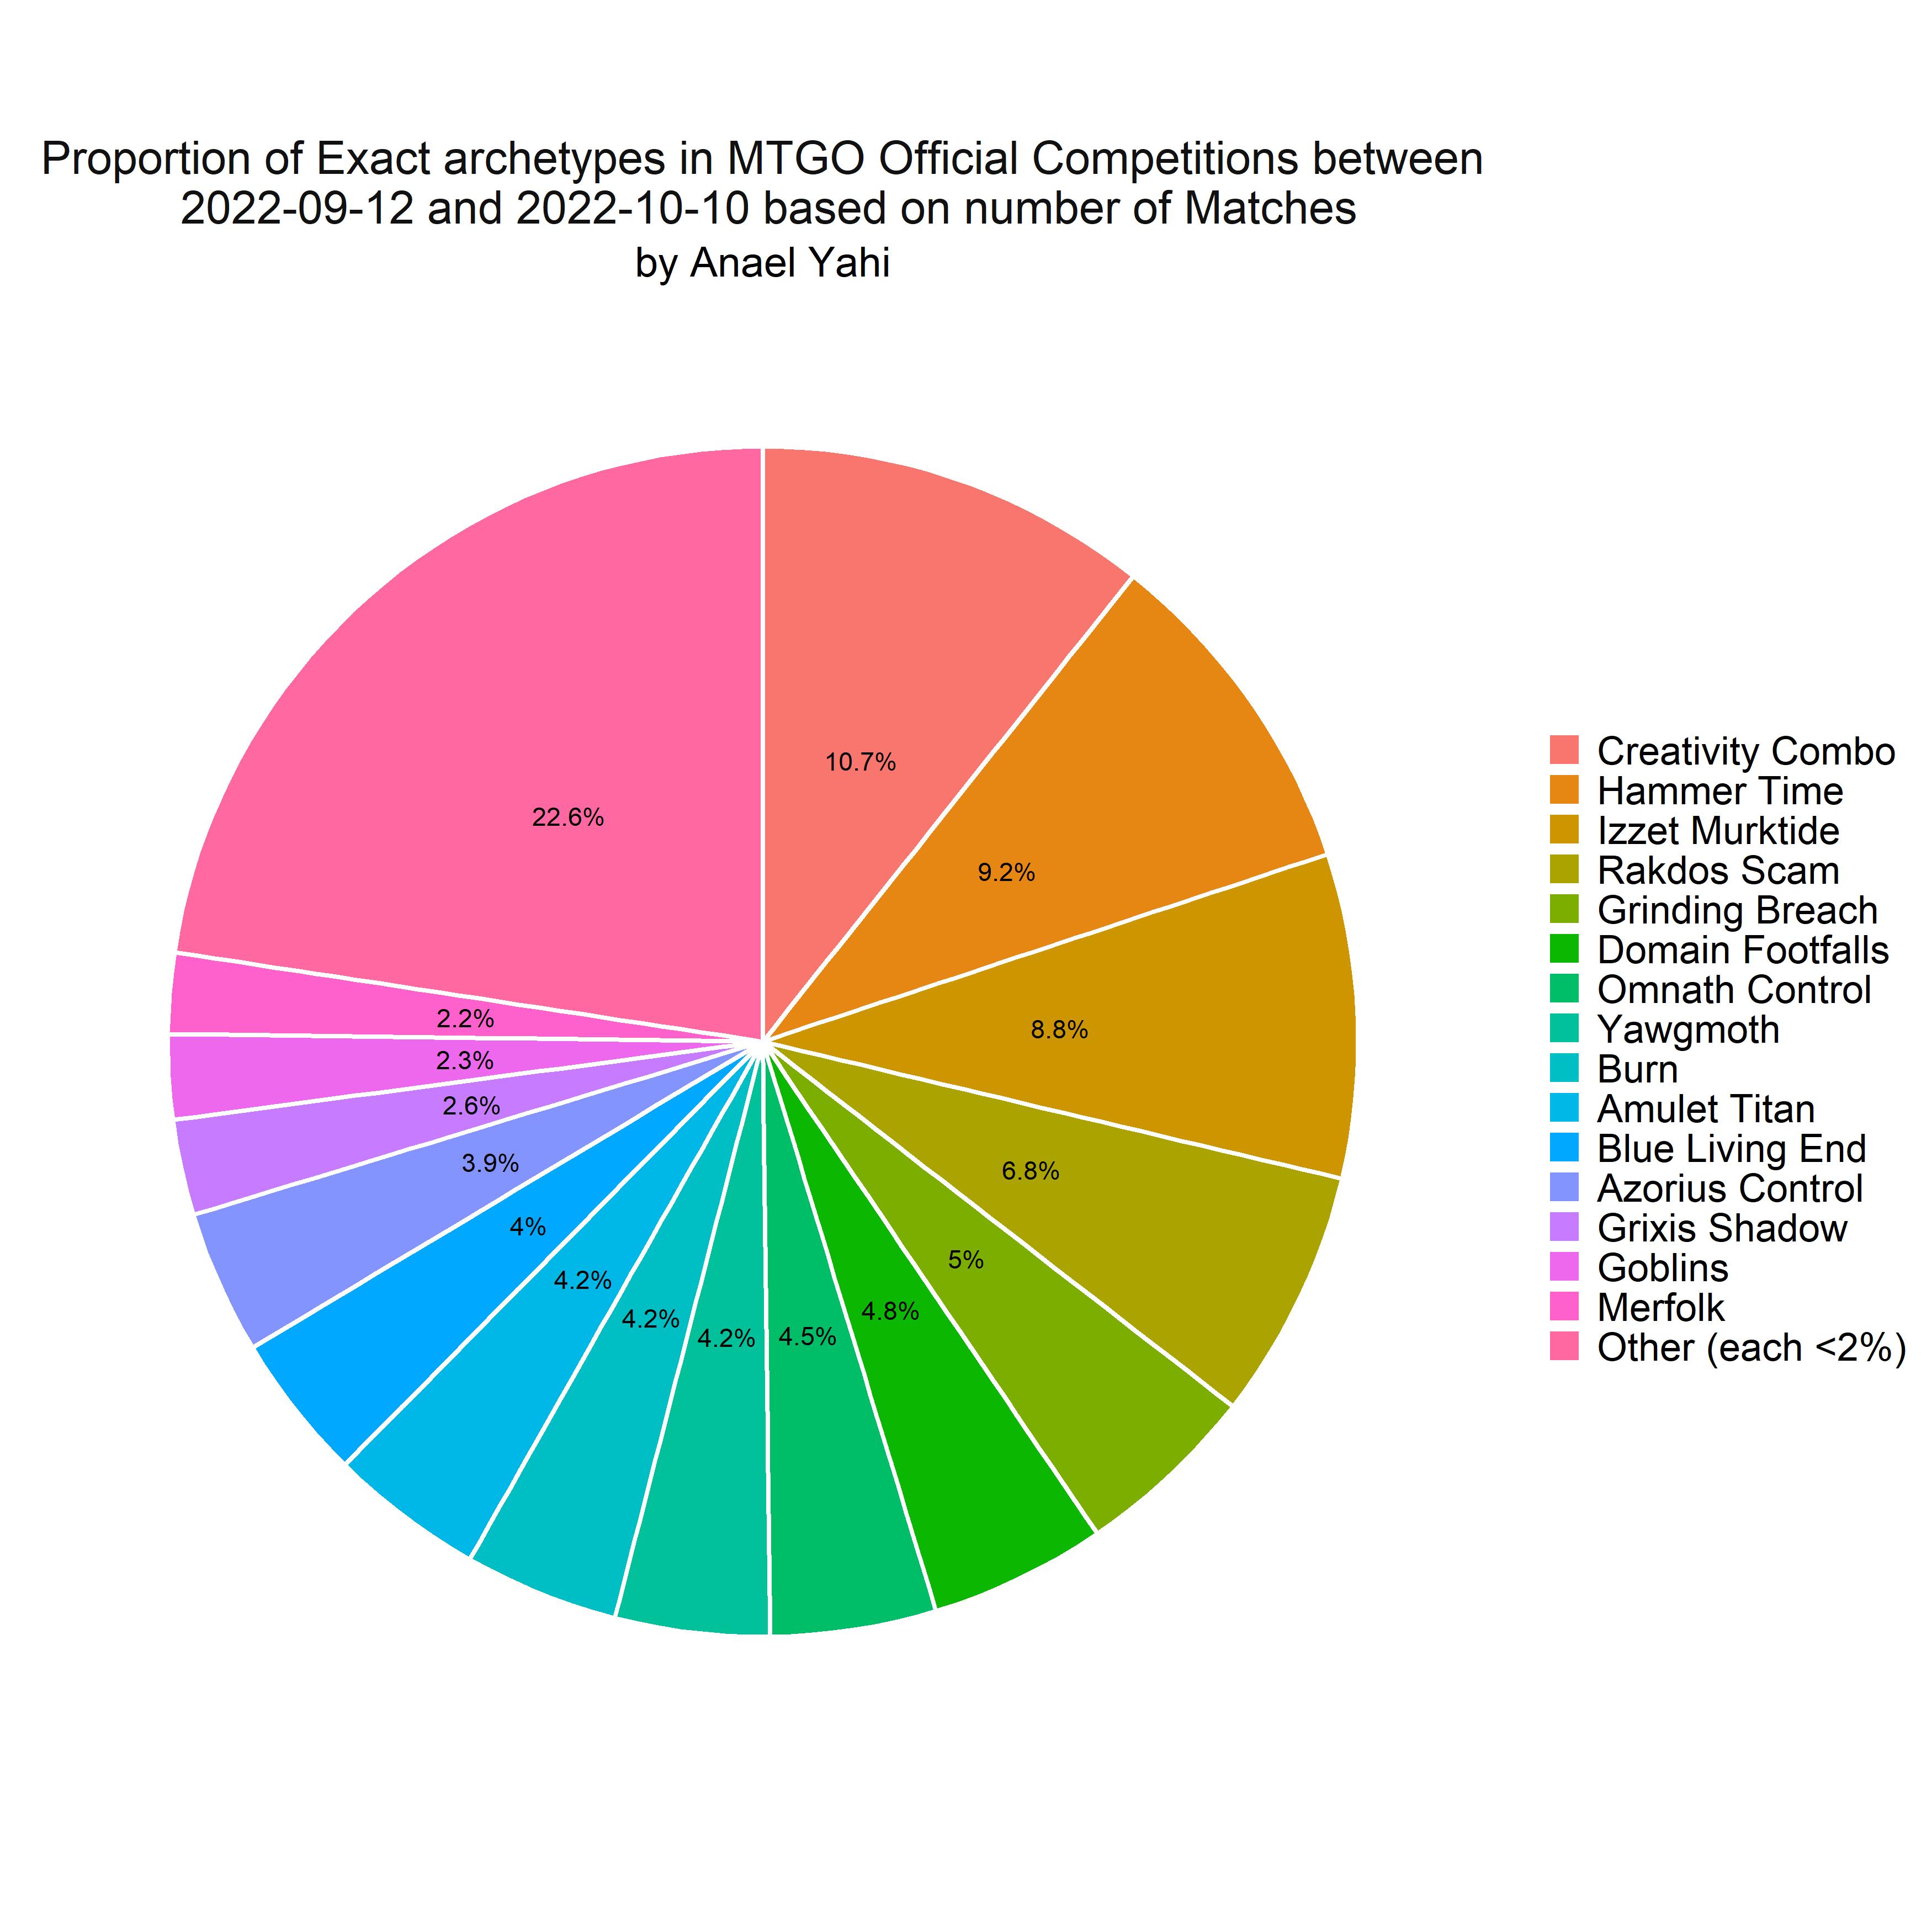 Proportion of Exact archetypes in MTGO Official Competitions between
2022-09-12 and 2022-10-10 based on number of Matches
by Anael Yahi
10.7%
22.6%
9.2%
8.8%
2.2%
2.3%
2.6%
3.9%
6.8%
4%
5%
4.2%
4.8%
4.2%
4.2%
4.5%
Creativity Combo
Hammer Time
Izzet Murktide
Rakdos Scam
Grinding Breach
Domain Footfalls
Omnath Control
Yawgmoth
Burn
Amulet Titan
Blue Living End
Azorius Control
Grixis Shadow
Goblins
Merfolk
Other (each <2%)